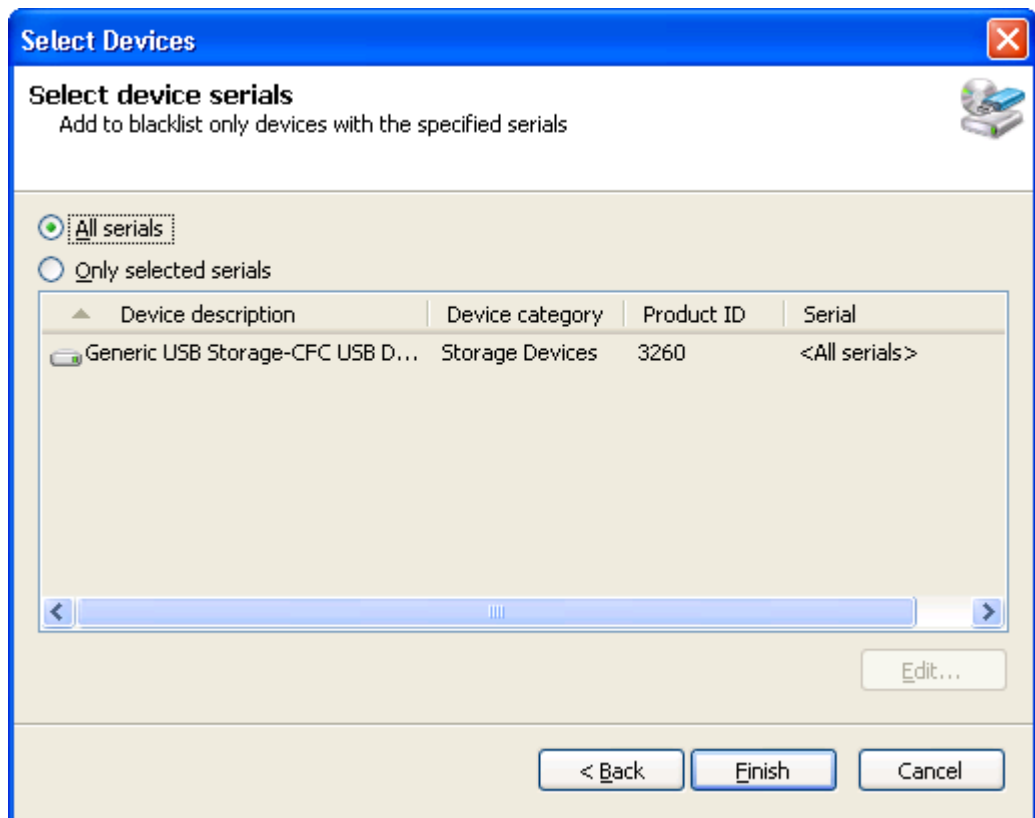 Select Devices
Select device serials
Add to blacklist only devices with the specified serials
All serials
Only selected serials
Device description Device category Product ID Serial
Generic USB Storage-CFC USB D... Storage Devices 3260 <All serials>
Edit...
< Back Finish Cancel